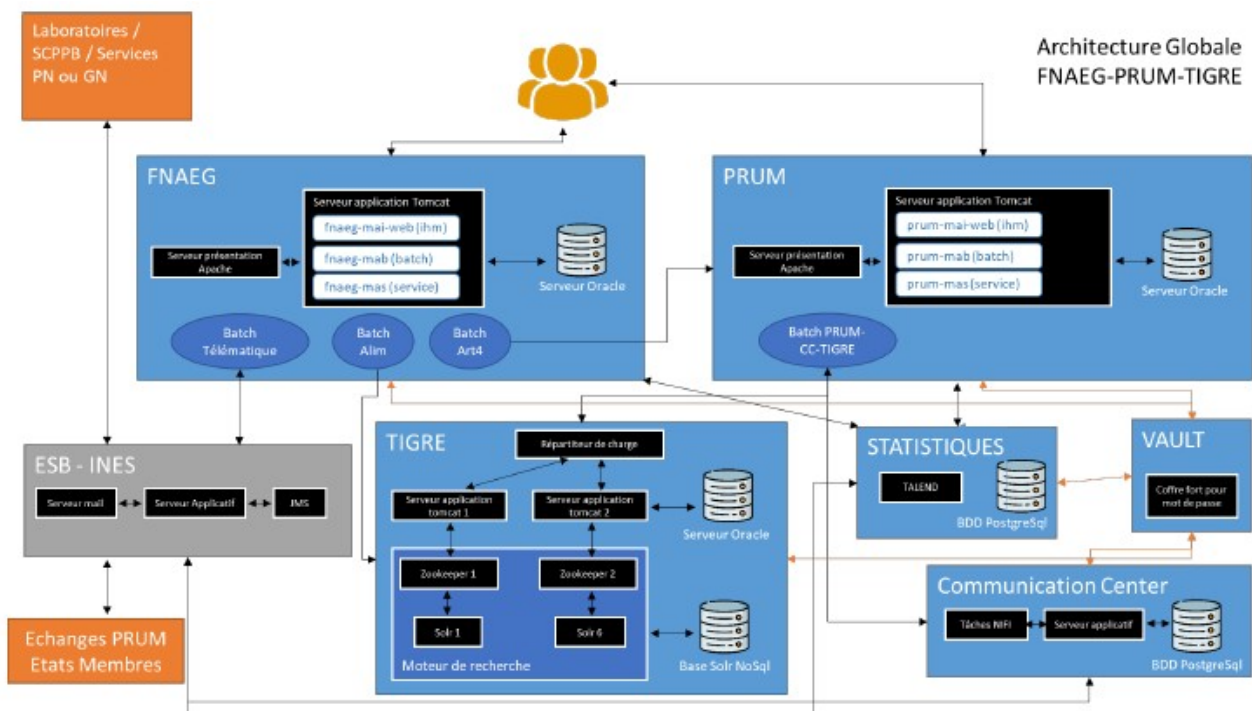 Laboratoires /
SCPPB / Services
PN ou GN
Architecture Globale
FNAEG-PRUM-TIGRE
FNAEG
Serveur application Tomcat
fnaeg-mai-web (ihm)
fnaeg-mab (batch)
fnaeg-mas (service)
Serveur présentation
Apache
Serveur Oracle
Batch
Télématique
Batch
Alim
Batch
Art4
PRUM
Serveur application Tomcat
prum-mai-web (ihm)
prum-mab (batch)
prum-mas (service)
Serveur présentation
Apache
Serveur Oracle
Batch PRUM-
CC-TIGRE
ESB - INES
Serveur mail
Serveur Applicatif
JMS
Echanges PRUM
Etats Membres
TIGRE
Répartiteur de charge
Serveur application
tomcat 1
Serveur application
tomcat 2
Serveur Oracle
Zookeeper 1
Zookeeper 2
Solr 1
Solr 6
Moteur de recherche
Base Solr NoSql
STATISTIQUES
TALEND
BDD PostgreSql
VAULT
Coffre fort pour
mot de passe
Communication Center
Tâches NIFI
Serveur applicatif
BDD PostgreSql